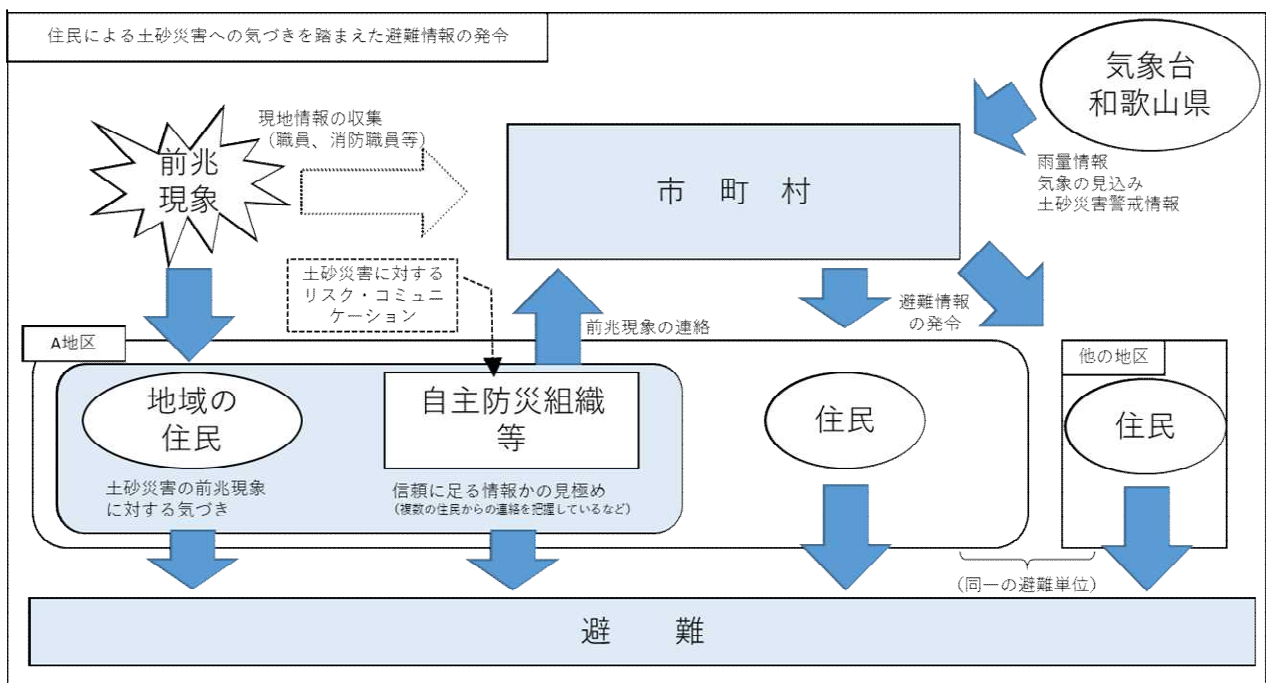 住民による土砂災害への気づきを踏まえた避難情報の発令
気象台
和歌山県
現地情報の収集
(職員、消防職員等)
前兆
現象
市 町 村
雨量情報
気象の見込み
土砂災害警戒情報
土砂災害に対する
リスク・コミュニ
ケーション
前兆現象の連絡
避難情報
の発令
A地区
他の地区
地域の
住民
自主防災組織
等
住民
住民
土砂災害の前兆現象
に対する気づき
信頼に足る情報かの見極め
(複数の住民からの連絡を把握しているなど)
(同一の避難単位)
避 難